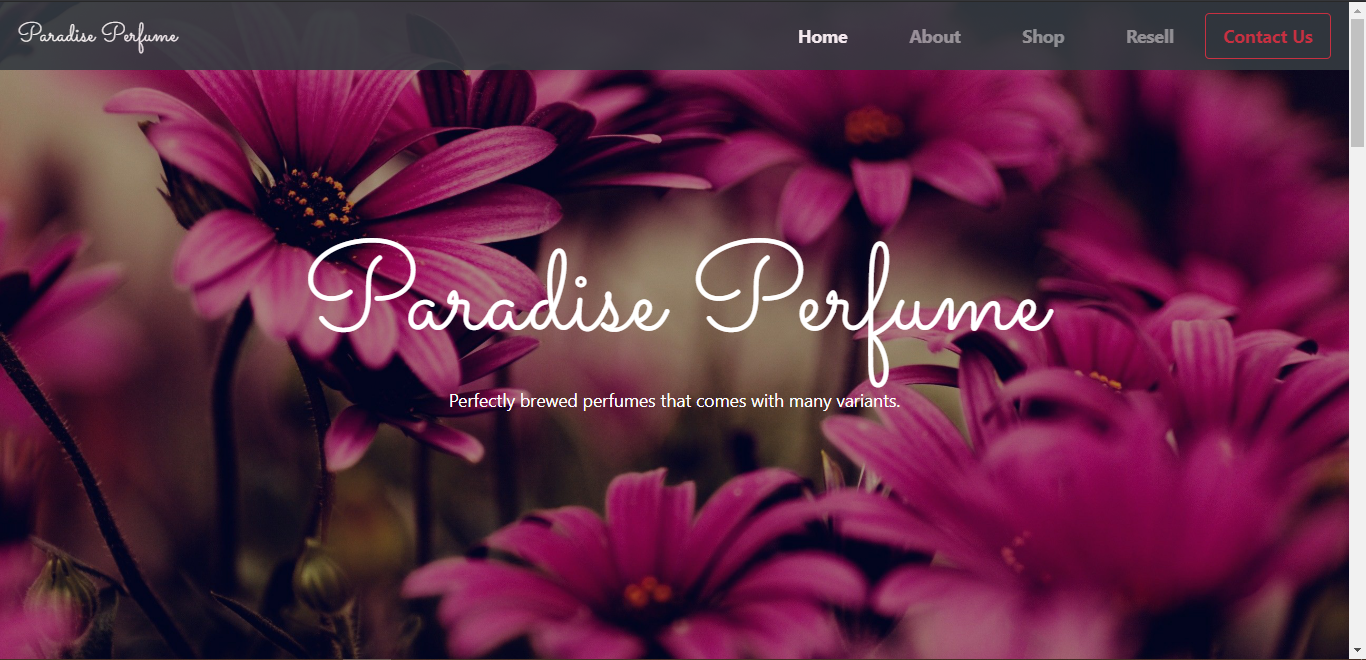 Paradise Perfume
Home About Shop Resell Contact Us
Paradise Perfume
Perfectly brewed perfumes that comes with many variants.